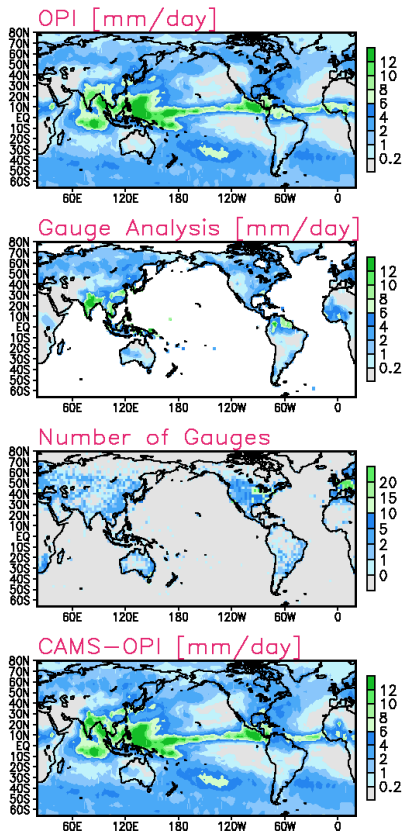 OPI [mm/day]
80N
70N
60N
50N
40N
30N
20N
10N
EQ
10S
20S
30S
40S
50S
60S
60E 120E 180 120W 60W 0
12
10
8
6
4
2
1
0.2
Gauge Analysis [mm/day]
80N
70N
60N
50N
40N
30N
20N
10N
EQ
10S
20S
30S
40S
50S
60S
60E 120E 180 120W 60W 0
12
10
8
6
4
2
1
0.2
Number of Gauges
80N
70N
60N
50N
40N
30N
20N
10N
EQ
10S
20S
30S
40S
50S
60S
60E 120E 180 120W 60W 0
20
15
10
5
2
1
0
CAMS-OPI [mm/day]
80N
70N
60N
50N
40N
30N
20N
10N
EQ
10S
20S
30S
40S
50S
60S
60E 120E 180 120W 60W 0
12
10
8
6
4
2
1
0.2